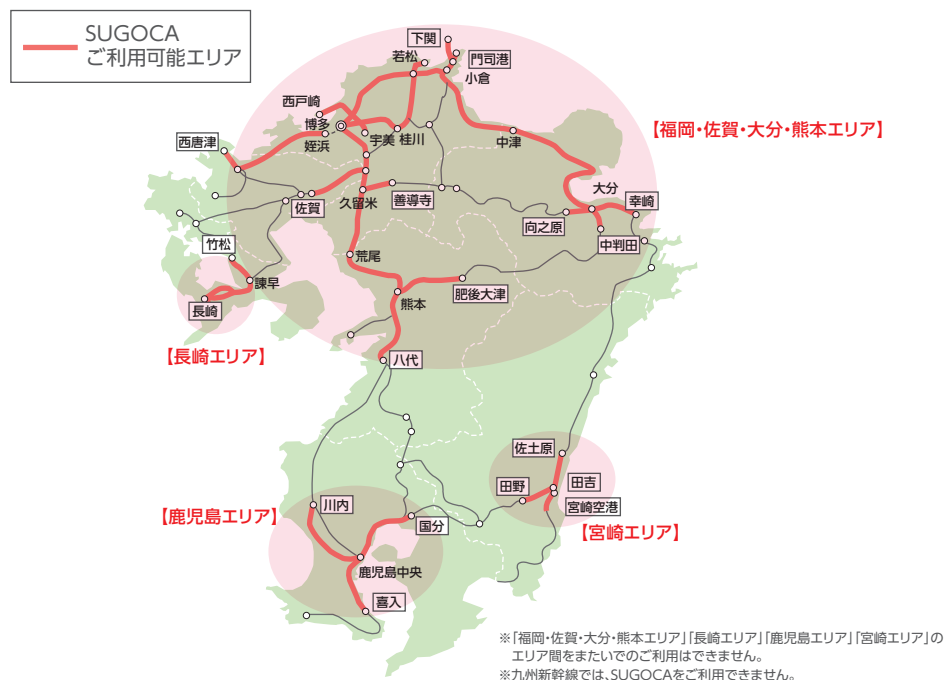 SUGOCA
ご利用可能エリア
下関
若松
門司港
小倉
西戸崎
博多
宇美
桂川
姪浜
中津
【福岡・佐賀・大分・熊本エリア】
西唐津
佐賀
久留米
善導寺
大分
幸崎
向之原
中判田
竹松
諫早
長崎
荒尾
熊本
肥後大津
【長崎エリア】
八代
佐土原
田野
田吉
宮崎空港
【宮崎エリア】
【鹿児島エリア】
川内
国分
鹿児島中央
喜入
※「福岡・佐賀・大分・熊本エリア」「長崎エリア」「鹿児島エリア」「宮崎エリア」の
エリア間をまたいでのご利用はできません。
※九州新幹線では、SUGOCAをご利用できません。